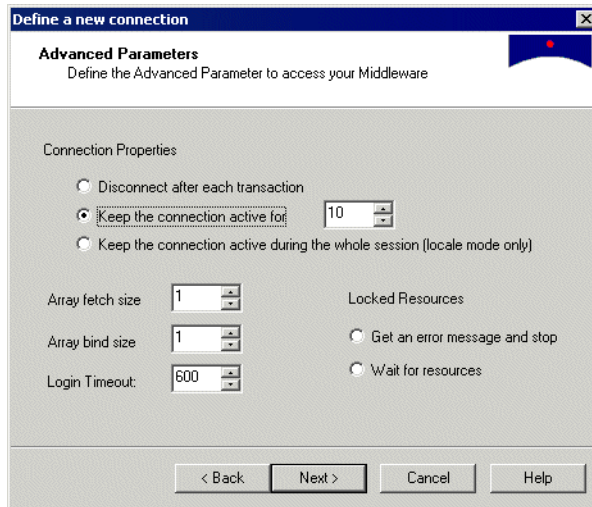 Define a new connection
Advanced Parameters
Define the Advanced Parameter to access your Middleware
Connection Properties
Disconnect after each transaction
Keep the connection active for 10
Keep the connection active during the whole session (locale mode only)
Array fetch size 1
Array bind size 1
Login Timeout: 600
Locked Resources
Get an error message and stop
Wait for resources
< Back Next > Cancel Help